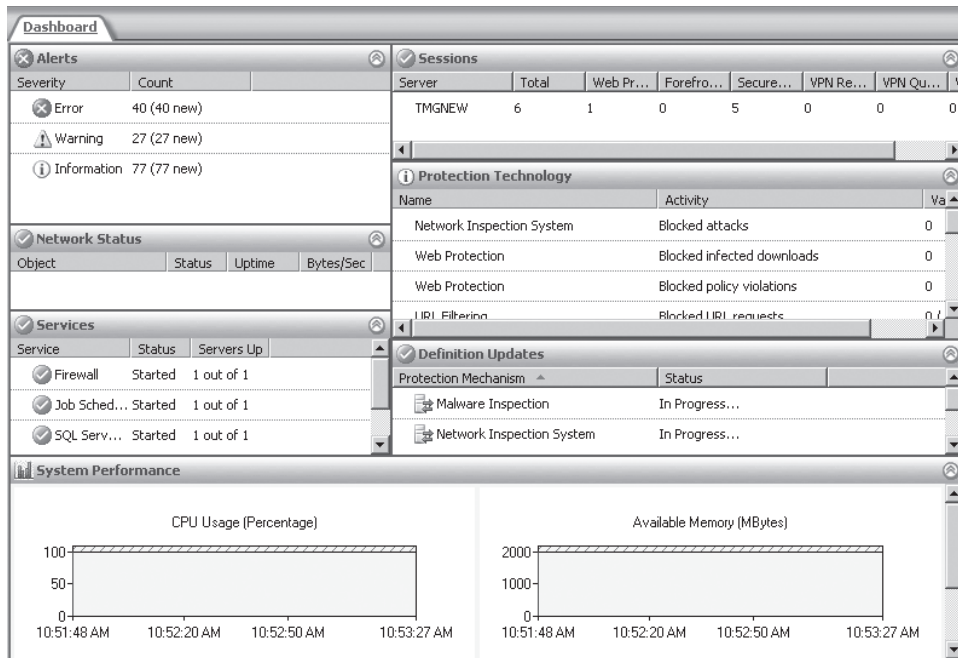 Dashboard
Alerts
Severity Count
Error 40 (40 new)
Warning 27 (27 new)
Information 77 (77 new)
Network Status
Object Status Uptime Bytes/Sec
Services
Service Status Servers Up
Firewall Started 1 out of 1
Job Sched... Started 1 out of 1
SQL Serv... Started 1 out of 1
Sessions
Server Total Web Pr... Forefro... Secure... VPN Re... VPN Qu...
TMGNEW 6 1 0 5 0 0 0
Protection Technology
Name Activity Va
Network Inspection System Blocked attacks 0
Web Protection Blocked infected downloads 0
Web Protection Blocked policy violations 0
URL Filtering Blocked URL requests 0 /
Definition Updates
Protection Mechanism Status
Malware Inspection In Progress...
Network Inspection System In Progress...
System Performance
CPU Usage (Percentage)
100
50
0
10:51:48 AM 10:52:20 AM 10:52:50 AM 10:53:27 AM
Available Memory (MBytes)
2000
1000
0
10:51:48 AM 10:52:20 AM 10:52:50 AM 10:53:27 AM